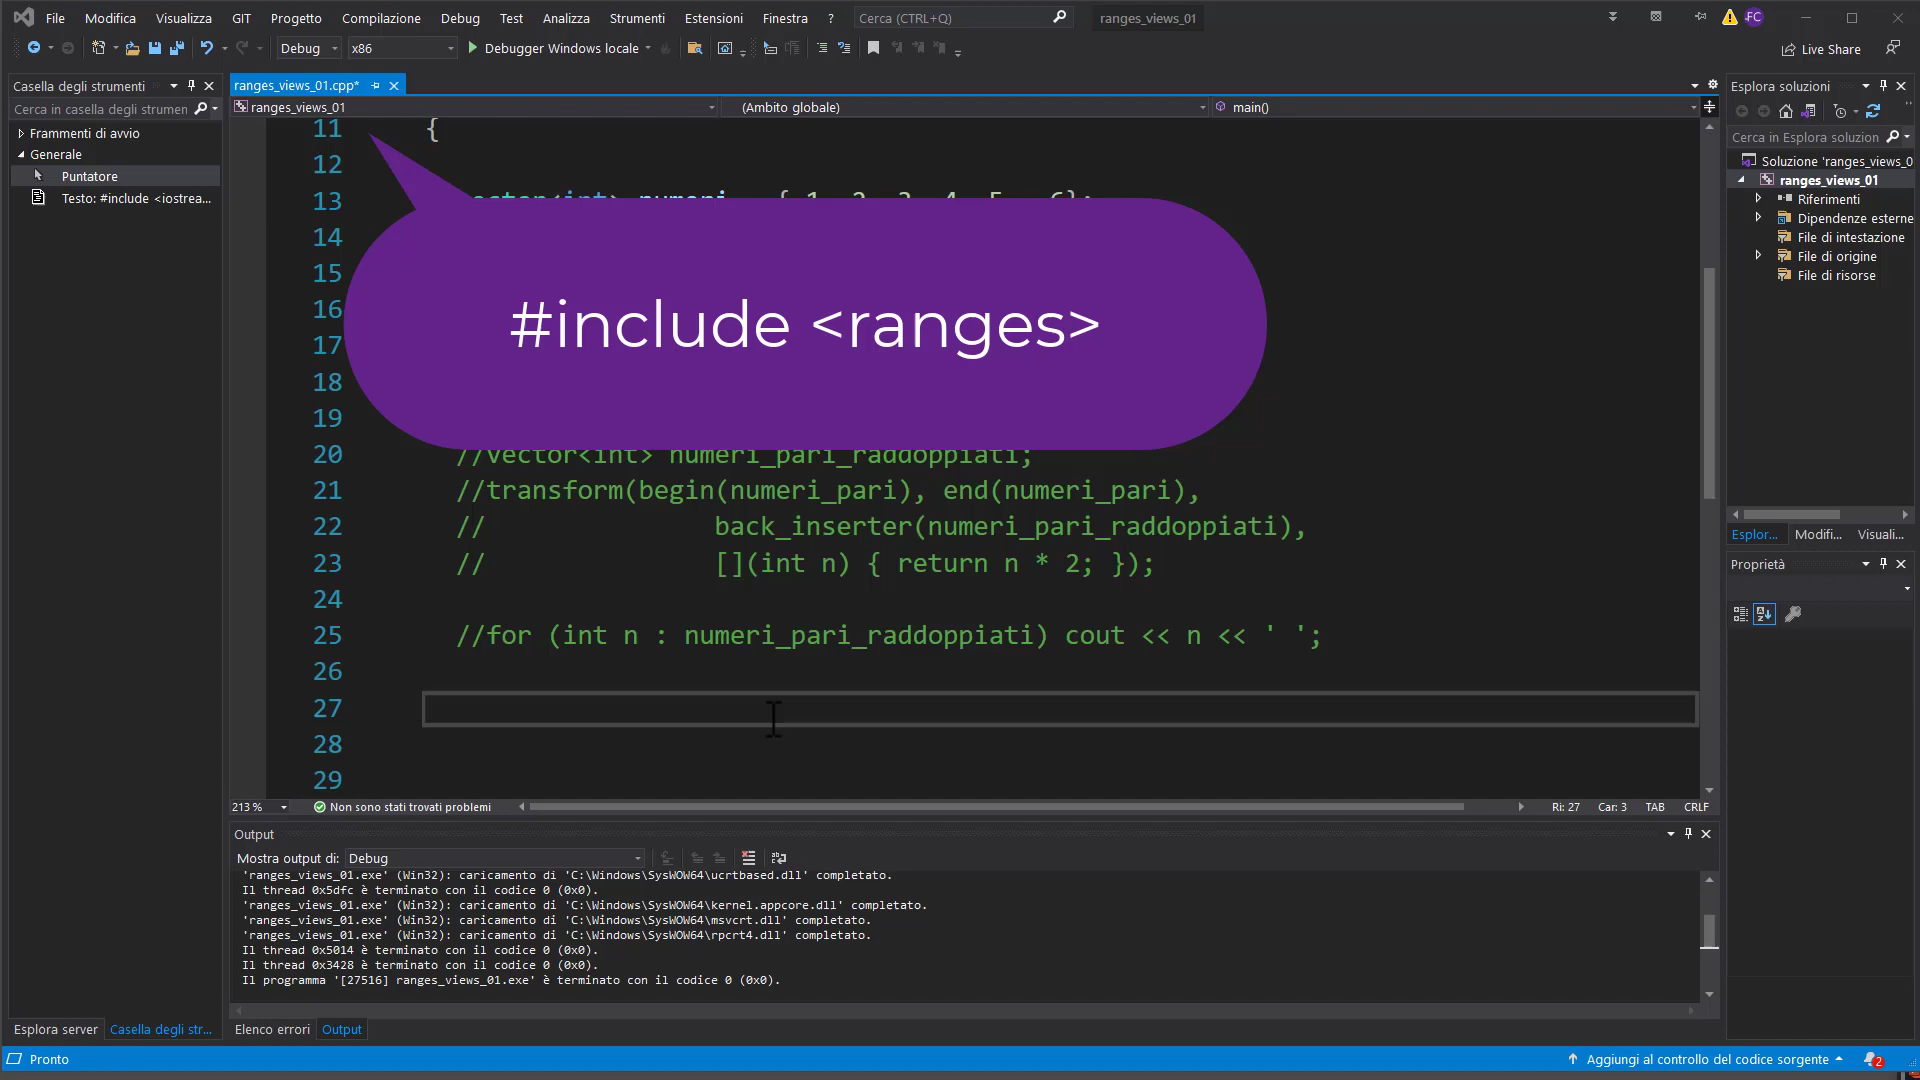 File Modifica Visualizza GIT Progetto Compilazione Debug Test Analizza Strumenti Estensioni Finestra ? Cerca (CTRL+Q) ranges_views_01 FC
Debug x86 Debugger Windows locale Live Share
Casella degli strumenti
Cerca in casella degli strumen
Frammenti di avvio
Generale
Puntatore
Testo: #include <iostrea...
ranges_views_01.cpp*
ranges_views_01 (Ambito globale) main()
11 {
12
13 numeri { 1 2 3 4 5 6};
14
15
16
17
18
19
#include <ranges>
20 //vector<int> numeri_pari_raddoppiati;
21 //transform(begin(numeri_pari), end(numeri_pari),
22 // back_inserter(numeri_pari_raddoppiati),
23 // [](int n) { return n * 2; });
24
25 //for (int n : numeri_pari_raddoppiati) cout << n << ' ';
26
27
28
29
213 % Non sono stati trovati problemi Ri: 27 Car: 3 TAB CRLF
Output
Mostra output di: Debug
'ranges_views_01.exe' (Win32): caricamento di 'C:\Windows\SysWOW64\ucrtbased.dll' completato.
Il thread 0x5dfc è terminato con il codice 0 (0x0).
'ranges_views_01.exe' (Win32): caricamento di 'C:\Windows\SysWOW64\kernel.appcore.dll' completato.
'ranges_views_01.exe' (Win32): caricamento di 'C:\Windows\SysWOW64\msvcrt.dll' completato.
'ranges_views_01.exe' (Win32): caricamento di 'C:\Windows\SysWOW64\rpcrt4.dll' completato.
Il thread 0x5014 è terminato con il codice 0 (0x0).
Il thread 0x3428 è terminato con il codice 0 (0x0).
Il programma '[27516] ranges_views_01.exe' è terminato con il codice 0 (0x0).
Esplora server Casella degli str... Elenco errori Output
Esplora soluzioni
Cerca in Esplora soluzion
Soluzione 'ranges_views_0
ranges_views_01
Riferimenti
Dipendenze esterne
File di intestazione
File di origine
File di risorse
Esplor... Modifi... Visuali...
Proprietà
Pronto Aggiungi al controllo del codice sorgente 2